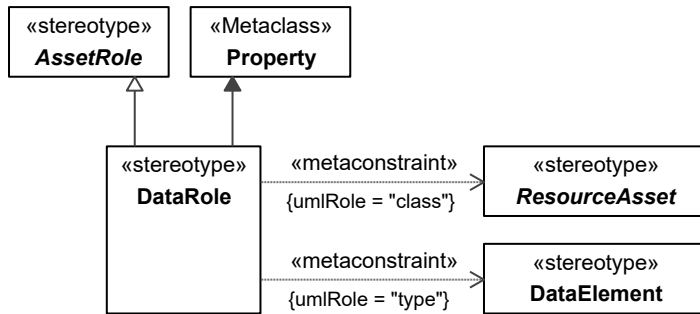 «stereotype»
AssetRole
«Metaclass»
Property
«stereotype»
DataRole
«metaconstraint»
{umlRole = "class"}
«stereotype»
ResourceAsset
«metaconstraint»
{umlRole = "type"}
«stereotype»
DataElement